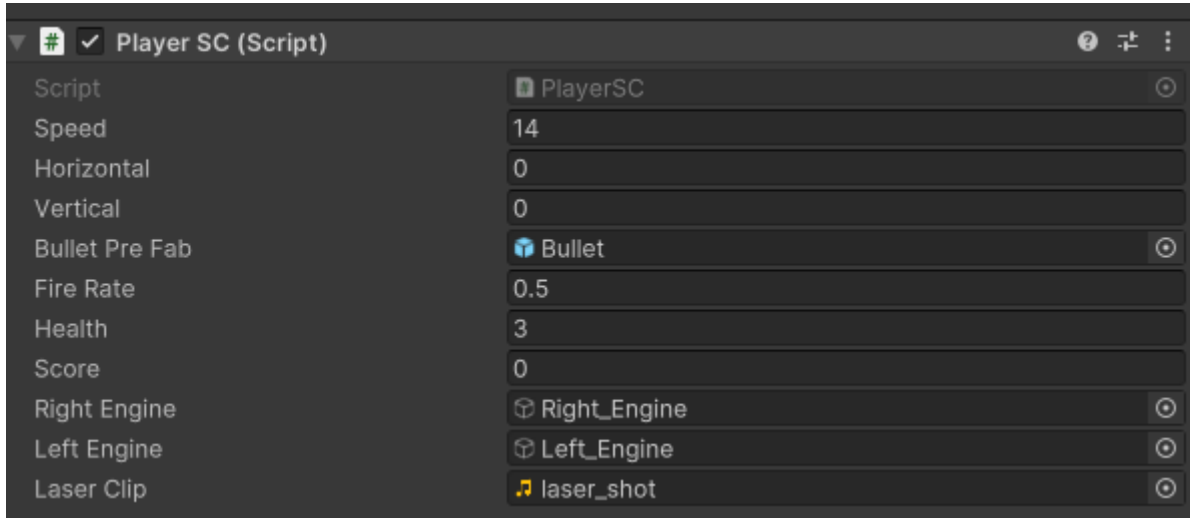 # Player SC (Script)
Script PlayerSC
Speed 14
Horizontal 0
Vertical 0
Bullet Pre Fab Bullet
Fire Rate 0.5
Health 3
Score 0
Right Engine Right_Engine
Left Engine Left_Engine
Laser Clip laser_shot